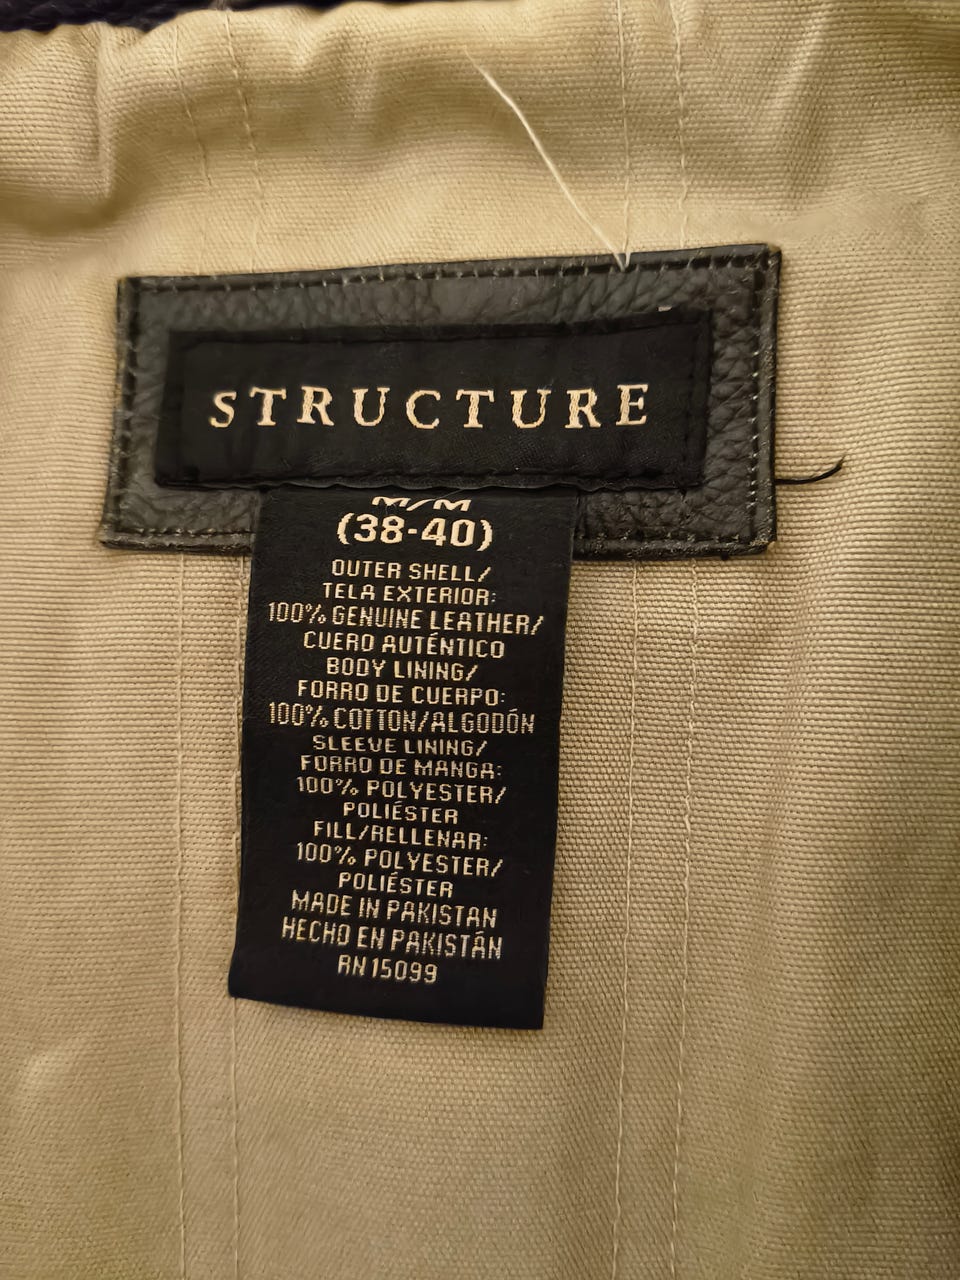 STRUCTURE
M/M
(38-40)
OUTER SHELL/
TELA EXTERIOR:
100% GENUINE LEATHER/
CUERO AUTÉNTICO
BODY LINING/
FORRO DE CUERPO:
100% COTTON/ALGODÓN
SLEEVE LINING/
FORRO DE MANGA:
100% POLYESTER/
POLIÉSTER
FILL/RELLENAR:
100% POLYESTER/
POLIÉSTER
MADE IN PAKISTAN
HECHO EN PAKISTÁN
RN 15099